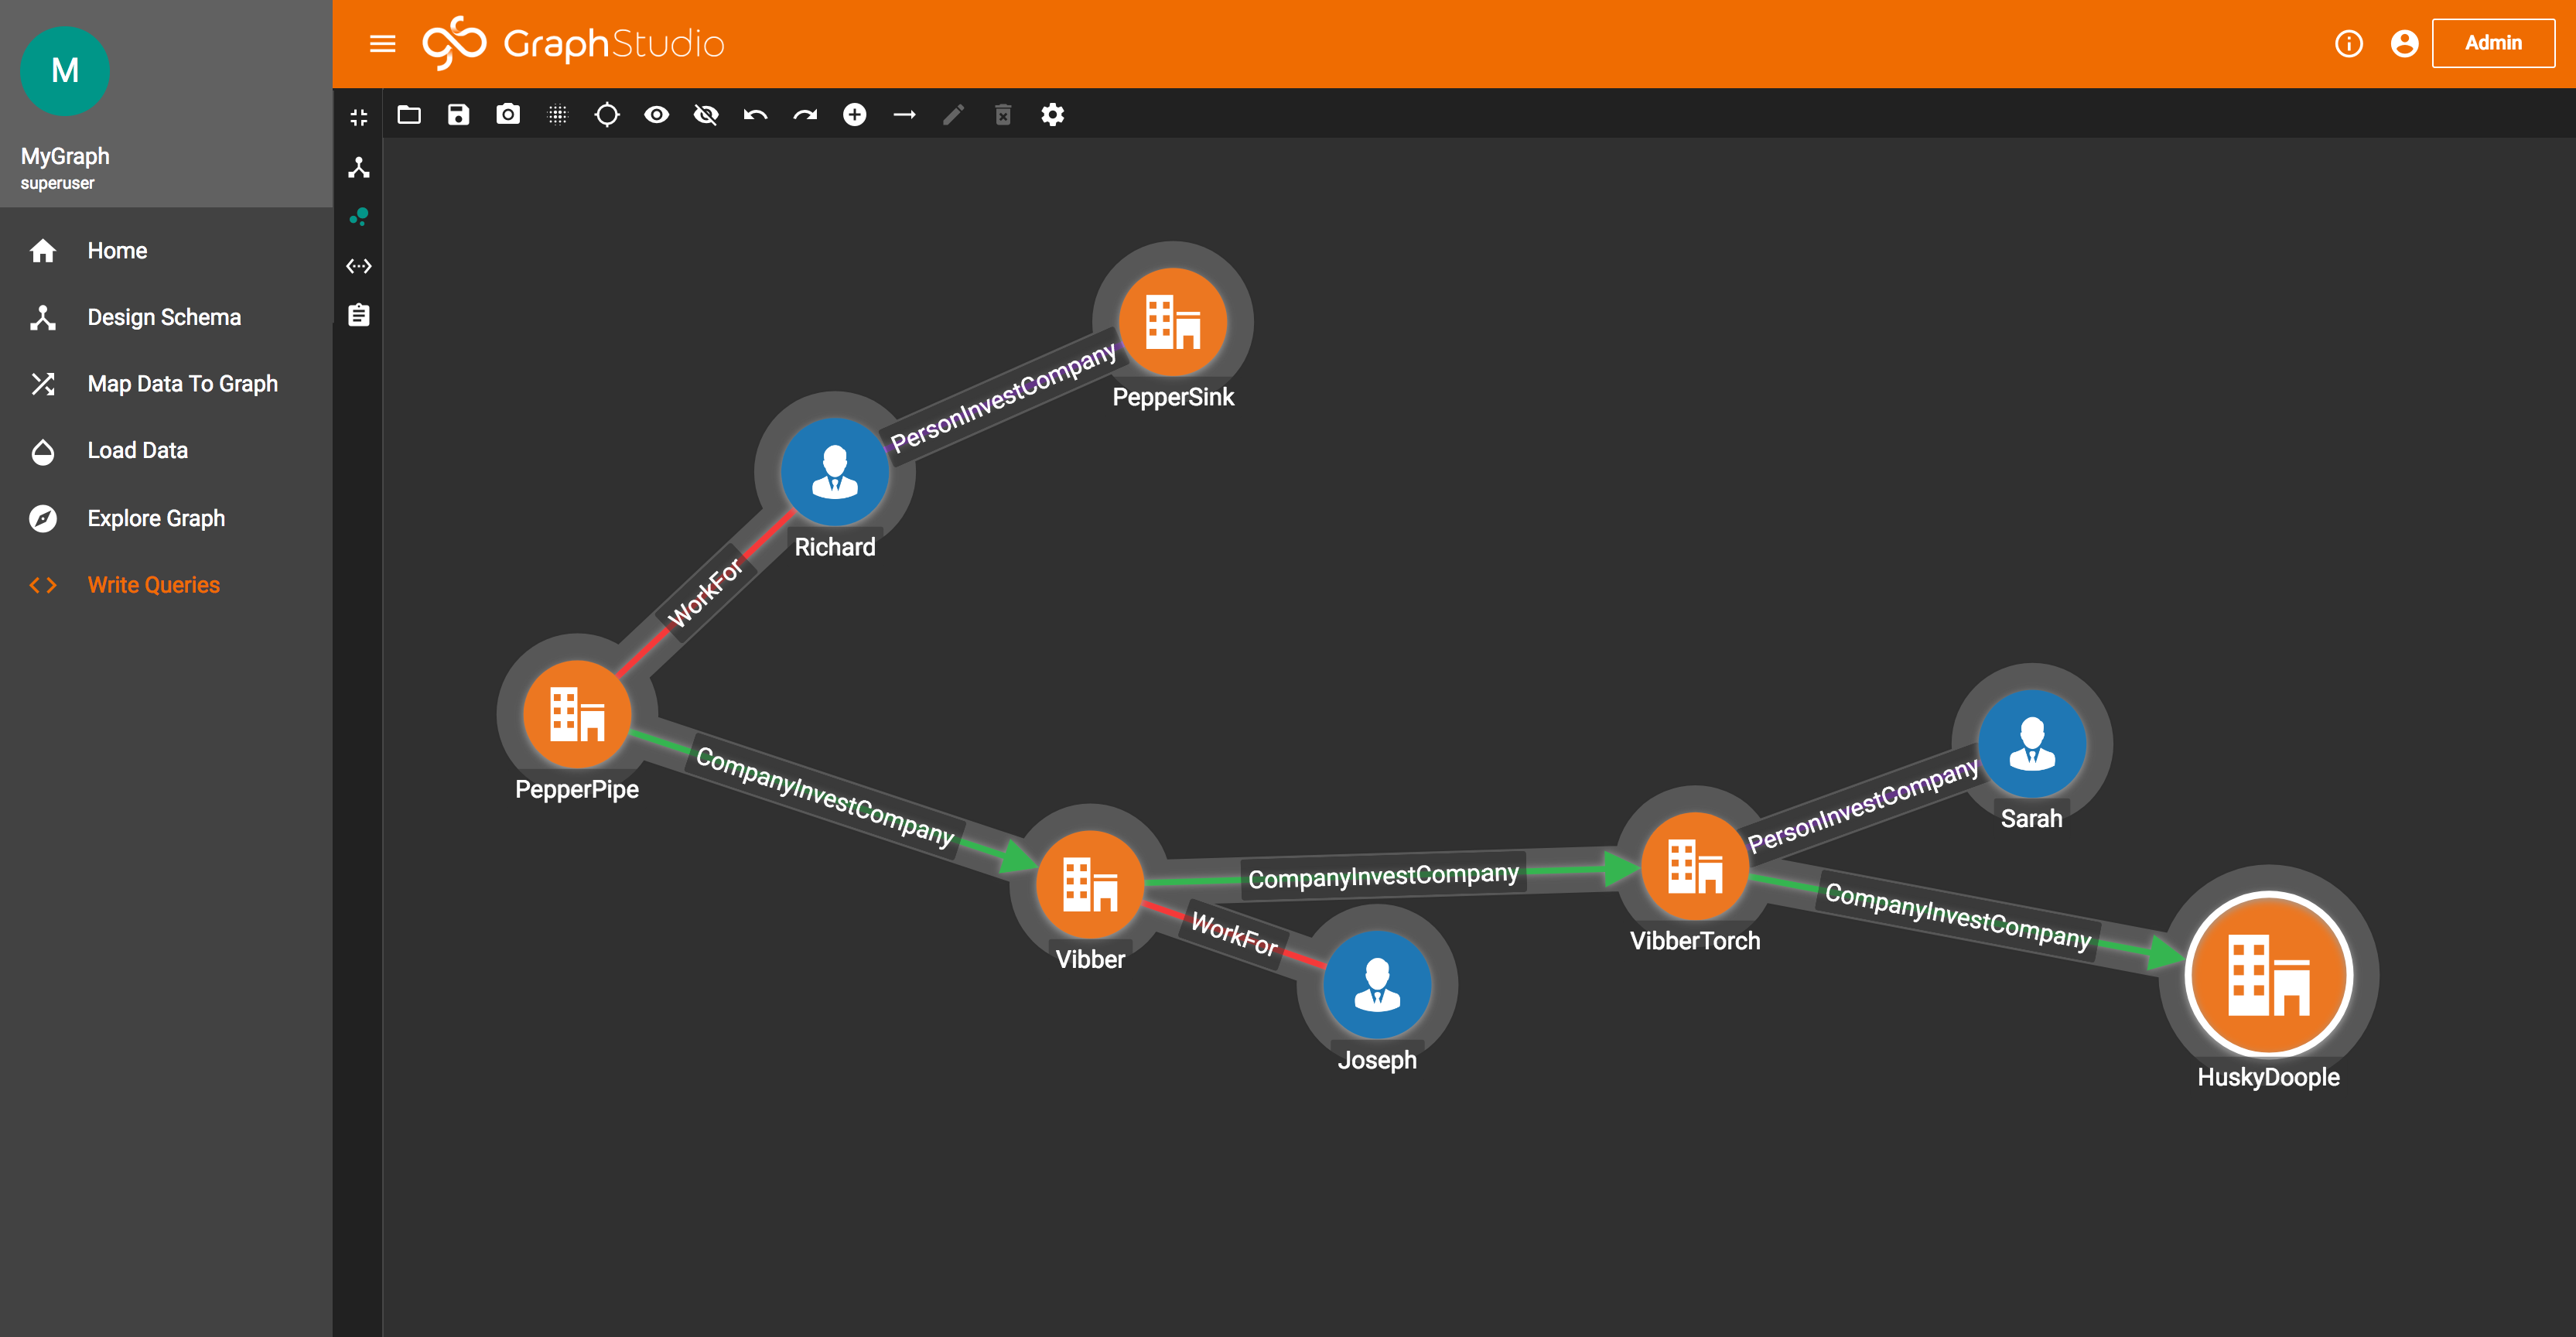 M
MyGraph
superuser
Home
Design Schema
Map Data To Graph
Load Data
Explore Graph
Write Queries
GraphStudio
Admin
PepperSink
PersonInvestCompany
Richard
WorkFor
PepperPipe
CompanyInvestCompany
Vibber
CompanyInvestCompany
WorkFor
Joseph
VibberTorch
PersonInvestCompany
Sarah
CompanyInvestCompany
HuskyDoople